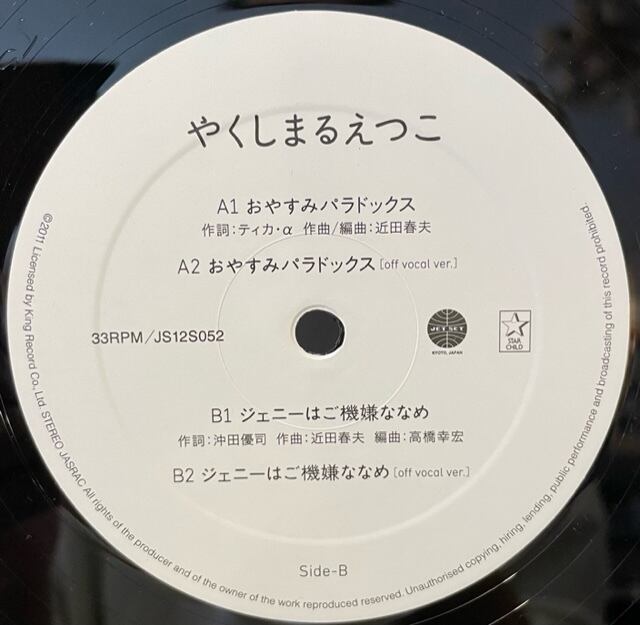 やくしまるえつこ
A1 おやすみパラドックス
作詞：ティカ・α 作曲/編曲：近田春夫
A2 おやすみパラドックス [off vocal ver.]
33RPM/JS12S052
JET SET
KYOTO, JAPAN
STAR
CHILD
B1 ジェニーはご機嫌ななめ
作詞：沖田優司 作曲：近田春夫 編曲：高橋幸宏
B2 ジェニーはご機嫌ななめ [off vocal ver.]
Side-B
©2011 Licensed by King Record Co., Ltd. STEREO JASRAC All rights of the producer and of the owner of the work reproduced reserved. Unauthorised copying, hiring, lending, public performance and broadcasting of this record prohibited.